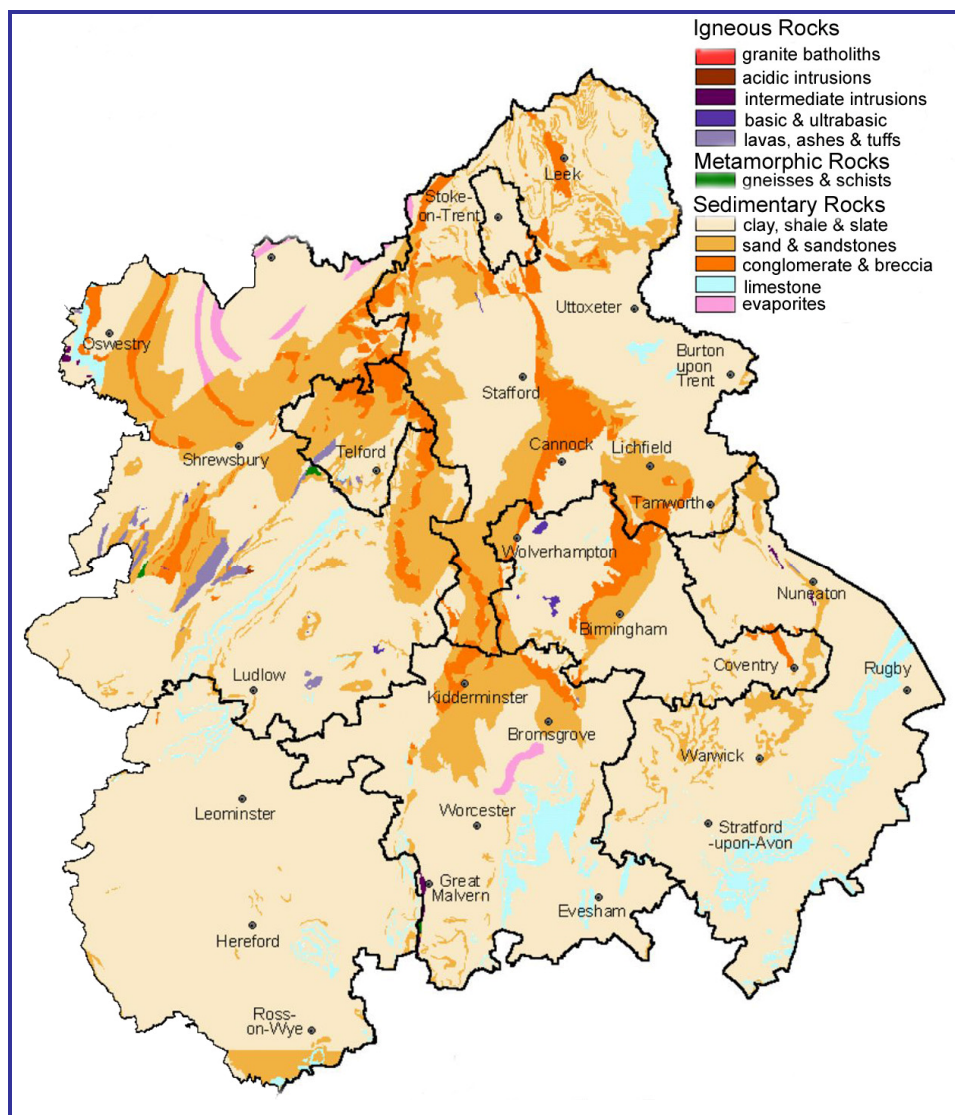 Igneous Rocks
granite batholiths
acidic intrusions
intermediate intrusions
basic & ultrabasic
lavas, ashes & tuffs
Metamorphic Rocks
gneisses & schists
Sedimentary Rocks
clay, shale & slate
sand & sandstones
conglomerate & breccia
limestone
evaporites
Leek
Stoke-
on-Trent
Uttoxeter
Oswestry
Burton
upon
Trent
Stafford
Shrewsbury
Telford
Cannock
Lichfield
Tamworth
Wolverhampton
Nuneaton
Birmingham
Coventry
Rugby
Ludlow
Kidderminster
Bromsgrove
Warwick
Leominster
Worcester
Stratford
-upon-Avon
Great
Malvern
Evesham
Hereford
Ross-
on-Wye